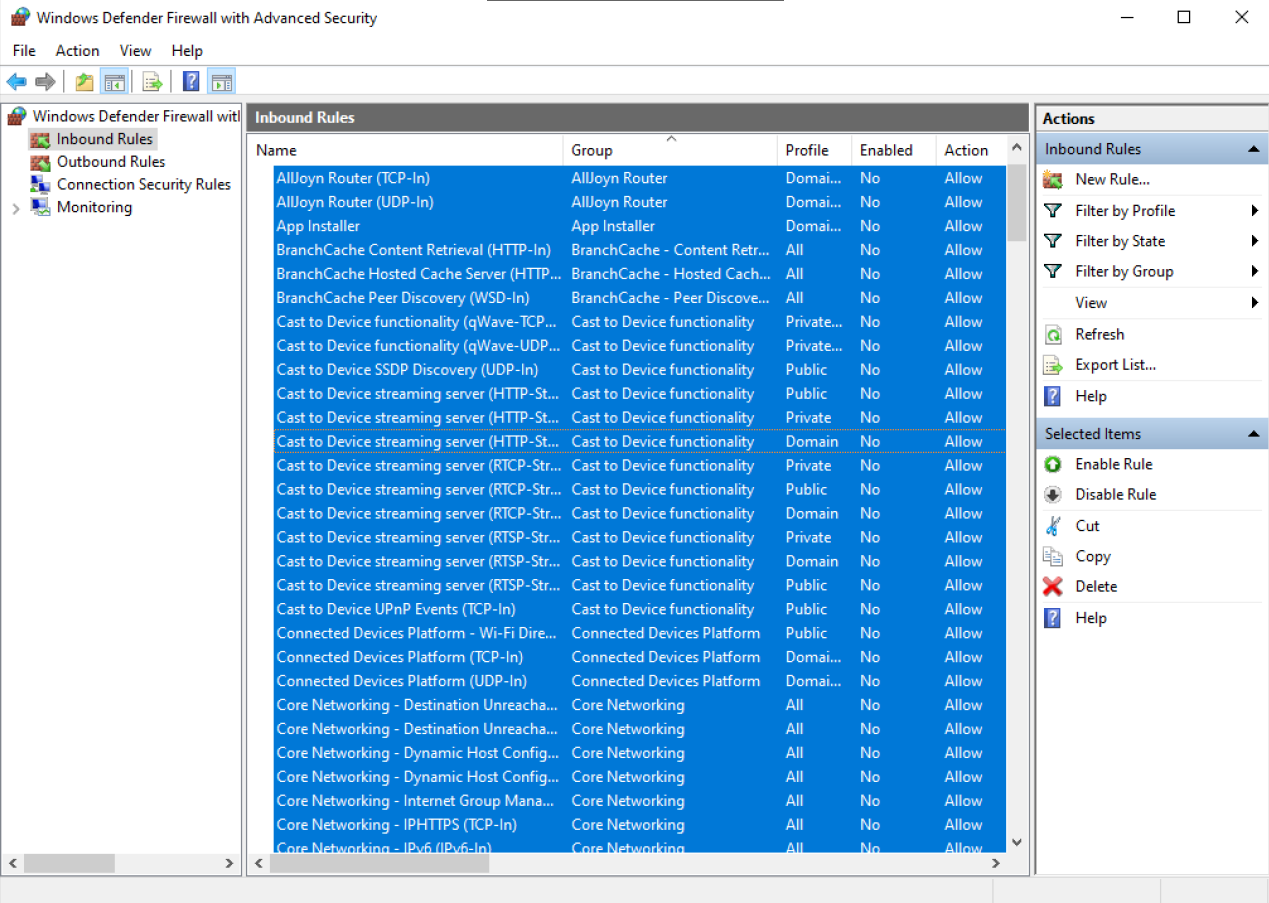 Windows Defender Firewall with Advanced Security
File Action View Help
Windows Defender Firewall witl
Inbound Rules
Outbound Rules
Connection Security Rules
Monitoring
Inbound Rules
Name Group Profile Enabled Action
AllJoyn Router (TCP-In) AllJoyn Router Domai... No Allow
AllJoyn Router (UDP-In) AllJoyn Router Domai... No Allow
App Installer App Installer Domai... No Allow
BranchCache Content Retrieval (HTTP-In) BranchCache - Content Retr... All No Allow
BranchCache Hosted Cache Server (HTTP... BranchCache - Hosted Cach... All No Allow
BranchCache Peer Discovery (WSD-In) BranchCache - Peer Discove... All No Allow
Cast to Device functionality (qWave-TCP... Cast to Device functionality Private... No Allow
Cast to Device functionality (qWave-UDP... Cast to Device functionality Private... No Allow
Cast to Device SSDP Discovery (UDP-In) Cast to Device functionality Public No Allow
Cast to Device streaming server (HTTP-St... Cast to Device functionality Public No Allow
Cast to Device streaming server (HTTP-St... Cast to Device functionality Private No Allow
Cast to Device streaming server (HTTP-St... Cast to Device functionality Domain No Allow
Cast to Device streaming server (RTCP-Str... Cast to Device functionality Private No Allow
Cast to Device streaming server (RTCP-Str... Cast to Device functionality Public No Allow
Cast to Device streaming server (RTCP-Str... Cast to Device functionality Domain No Allow
Cast to Device streaming server (RTSP-Str... Cast to Device functionality Private No Allow
Cast to Device streaming server (RTSP-Str... Cast to Device functionality Domain No Allow
Cast to Device streaming server (RTSP-Str... Cast to Device functionality Public No Allow
Cast to Device UPnP Events (TCP-In) Cast to Device functionality Public No Allow
Connected Devices Platform - Wi-Fi Dire... Connected Devices Platform Public No Allow
Connected Devices Platform (TCP-In) Connected Devices Platform Domai... No Allow
Connected Devices Platform (UDP-In) Connected Devices Platform Domai... No Allow
Core Networking - Destination Unreacha... Core Networking All No Allow
Core Networking - Destination Unreacha... Core Networking All No Allow
Core Networking - Dynamic Host Config... Core Networking All No Allow
Core Networking - Dynamic Host Config... Core Networking All No Allow
Core Networking - Internet Group Mana... Core Networking All No Allow
Core Networking - IPHTTPS (TCP-In) Core Networking All No Allow
Core Networking - IPv6 (IPv6-In) Core Networking All No Allow
Actions
Inbound Rules
New Rule...
Filter by Profile
Filter by State
Filter by Group
View
Refresh
Export List...
Help
Selected Items
Enable Rule
Disable Rule
Cut
Copy
Delete
Help